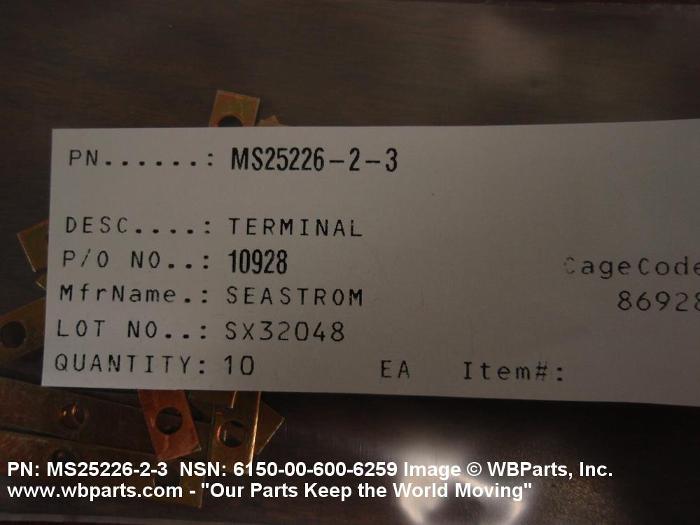 PN......: MS25226-2-3
DESC....: TERMINAL
P/O NO..: 10928 CageCode
MfrName.: SEASTROM 86928
LOT NO..: SX32048
QUANTITY: 10 EA Item#:
PN: MS25226-2-3 NSN: 6150-00-600-6259 Image © WBParts, Inc.
www.wbparts.com - "Our Parts Keep the World Moving"